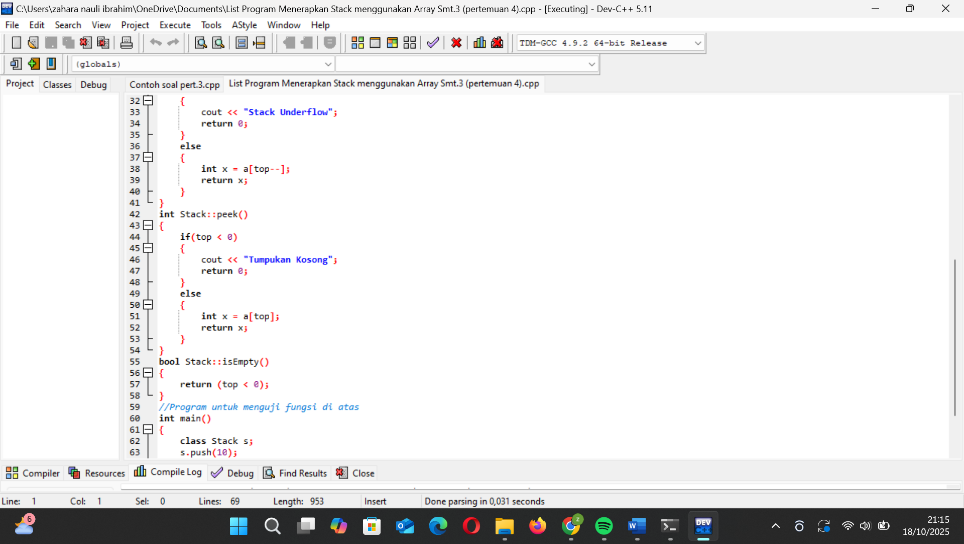 C:\Users\zahara nauli ibrahim\OneDrive\Documents\List Program Menerapkan Stack menggunakan Array Smt.3 (pertemuan 4).cpp - [Executing] - Dev-C++ 5.11
File Edit Search View Project Execute Tools AStyle Window Help
TDM-GCC 4.9.2 64-bit Release
(globals)
Project Classes Debug Contoh soal pert.3.cpp List Program Menerapkan Stack menggunakan Array Smt.3 (pertemuan 4).cpp
32 {
33 cout << "Stack Underflow";
34 return 0;
35 }
36 else
37 {
38 int x = a[top--];
39 return x;
40 }
41 }
42 int Stack::peek()
43 {
44 if(top < 0)
45 {
46 cout << "Tumpukan Kosong";
47 return 0;
48 }
49 else
50 {
51 int x = a[top];
52 return x;
53 }
54 }
55 bool Stack::isEmpty()
56 {
57 return (top < 0);
58 }
59 //Program untuk menguji fungsi di atas
60 int main()
61 {
62 class Stack s;
63 s.push(10);
Compiler Resources Compile Log Debug Find Results Close
Line: 1 Col: 1 Sel: 0 Lines: 69 Length: 953 Insert Done parsing in 0,031 seconds
6
DEV
21:15
18/10/2025